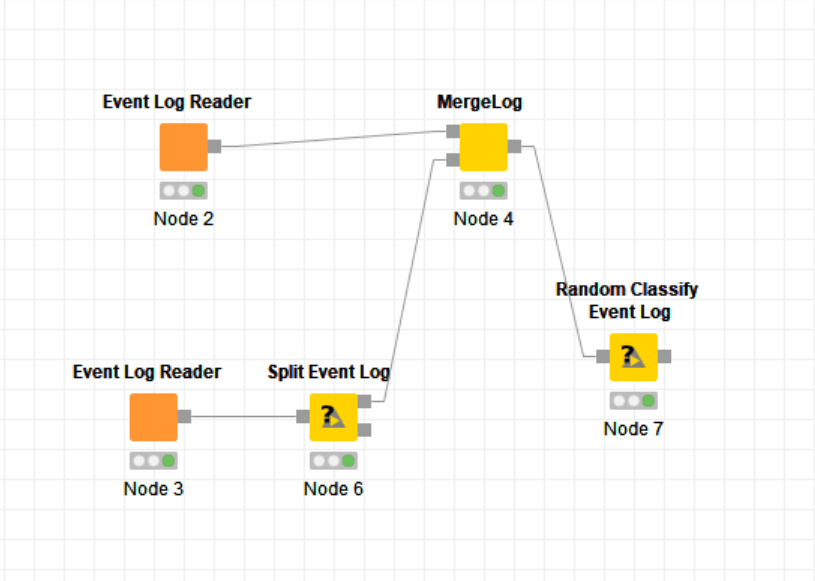 Event Log Reader
MergeLog
Node 2
Node 4
Random Classify
Event Log
Event Log Reader
Split Event Log
?
?
Node 7
Node 3
Node 6